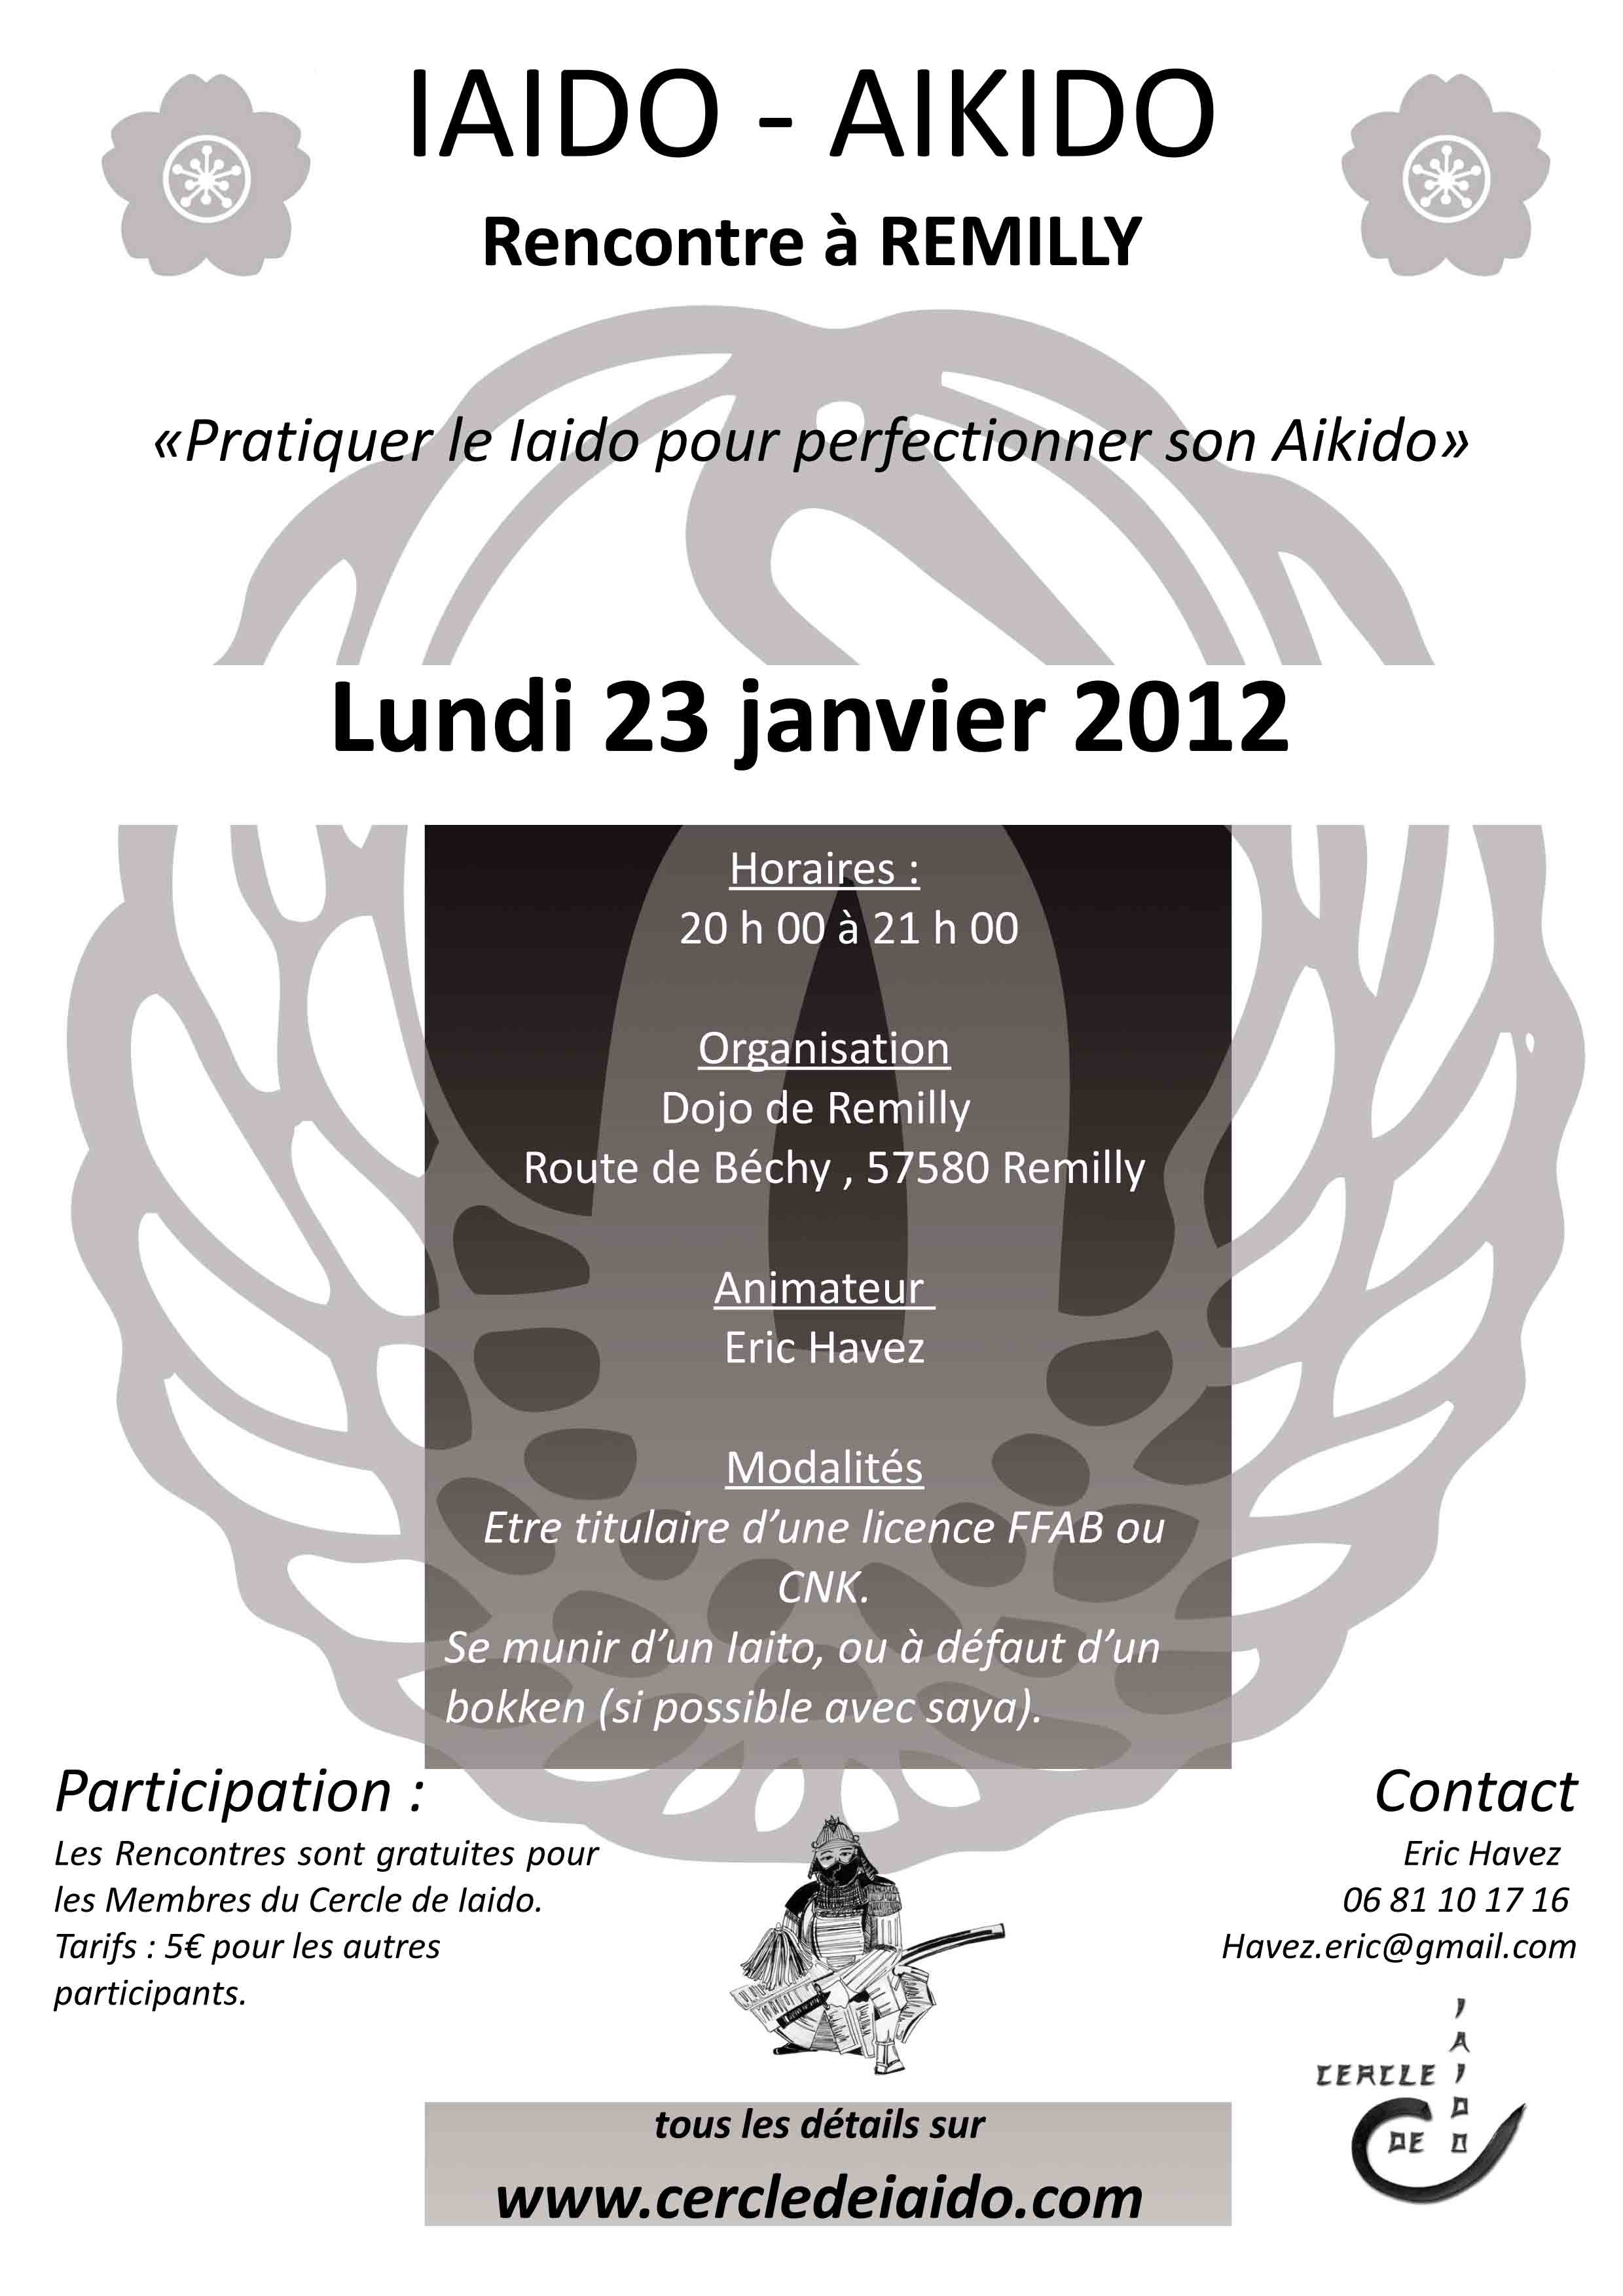 IAIDO - AIKIDO
Rencontre à REMILLY
«Pratiquer le Iaido pour perfectionner son Aikido»
Lundi 23 janvier 2012
Horaires :
20 h 00 à 21 h 00
Organisation
Dojo de Remilly
Route de Béchy , 57580 Remilly
Animateur
Eric Havez
Modalités
Etre titulaire d’une licence FFAB ou
CNK.
Se munir d’un Iaito, ou à défaut d’un
bokken (si possible avec saya).
Participation :
Les Rencontres sont gratuites pour
les Membres du Cercle de Iaido.
Tarifs : 5€ pour les autres
participants.
Contact
Eric Havez
06 81 10 17 16
Havez.eric@gmail.com
CERCLE
DE
IAIDO
tous les détails sur
www.cercledeiaido.com